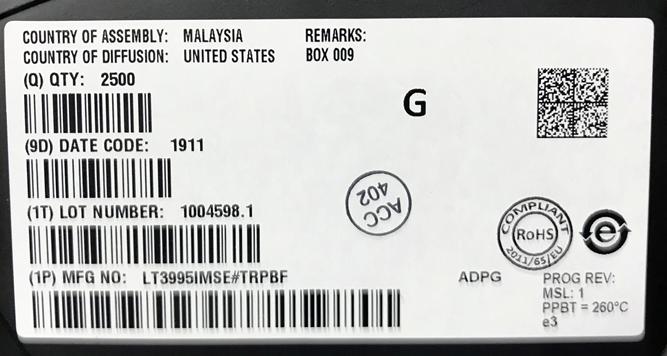 COUNTRY OF ASSEMBLY: MALAYSIA REMARKS:
COUNTRY OF DIFFUSION: UNITED STATES BOX 009
(Q) QTY: 2500
G
(9D) DATE CODE: 1911
ACC
402
(1T) LOT NUMBER: 1004598.1
COMPLIANT
RoHS
2011/65/EU
e
(1P) MFG NO: LT3995IMSE#TRPBF ADPG PROG REV:
MSL: 1
PPBT = 260°C
e3